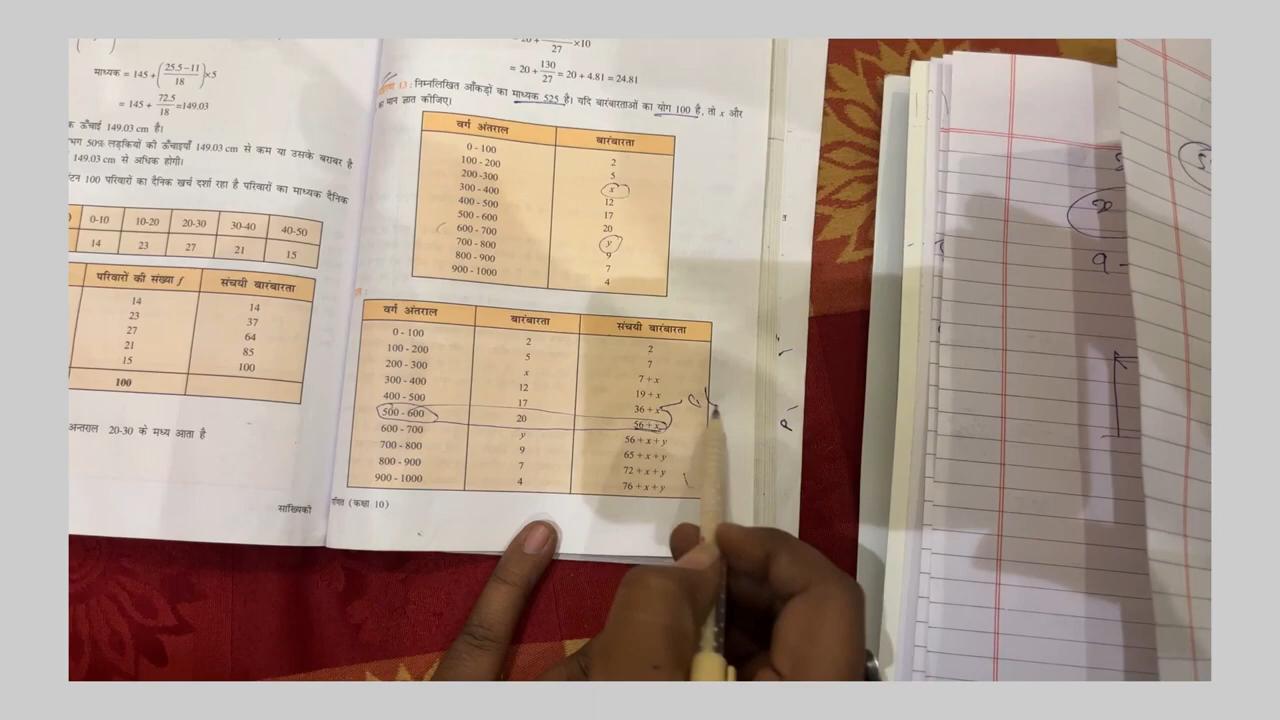 माध्यक = 145 + (25.5-11 / 18) ×5
= 145 + 72.5/18 =149.03
ऊँचाई 149.03 cm है।
50% लड़कियों की ऊँचाइयाँ 149.03 cm से कम या उसके बराबर है
149.03 cm से अधिक होगी।
100 परिवारों का दैनिक खर्च दर्शा रहा है परिवारों का माध्यक दैनिक
0-10 10-20 20-30 30-40 40-50
14 23 27 21 15
परिवारों की संख्या f संचयी बारंबारता
14 14
23 37
27 64
21 85
15 100
100
अन्तराल 20-30 के मध्य आता है
सांख्यिकी
27 ×10
= 20 + 130/27 = 20 + 4.81 = 24.81
13 : निम्नलिखित आँकड़ों का माध्यक 525 है। यदि बारंबारताओं का योग 100 है, तो x और
मान ज्ञात कीजिए।
वर्ग अंतराल बारंबारता
0 - 100 2
100 - 200 5
200 -300 x
300 - 400 12
400 - 500 17
500 - 600 20
600 - 700 y
700 - 800 9
800 - 900 7
900 - 1000 4
वर्ग अंतराल बारंबारता संचयी बारंबारता
0 - 100 2 2
100 - 200 5 7
200 - 300 x 7 + x
300 - 400 12 19 + x
400 - 500 17 36 + x
500 - 600 20 56 + x
600 - 700 y 56 + x + y
700 - 800 9 65 + x + y
800 - 900 7 72 + x + y
900 - 1000 4 76 + x + y
(कक्षा 10)